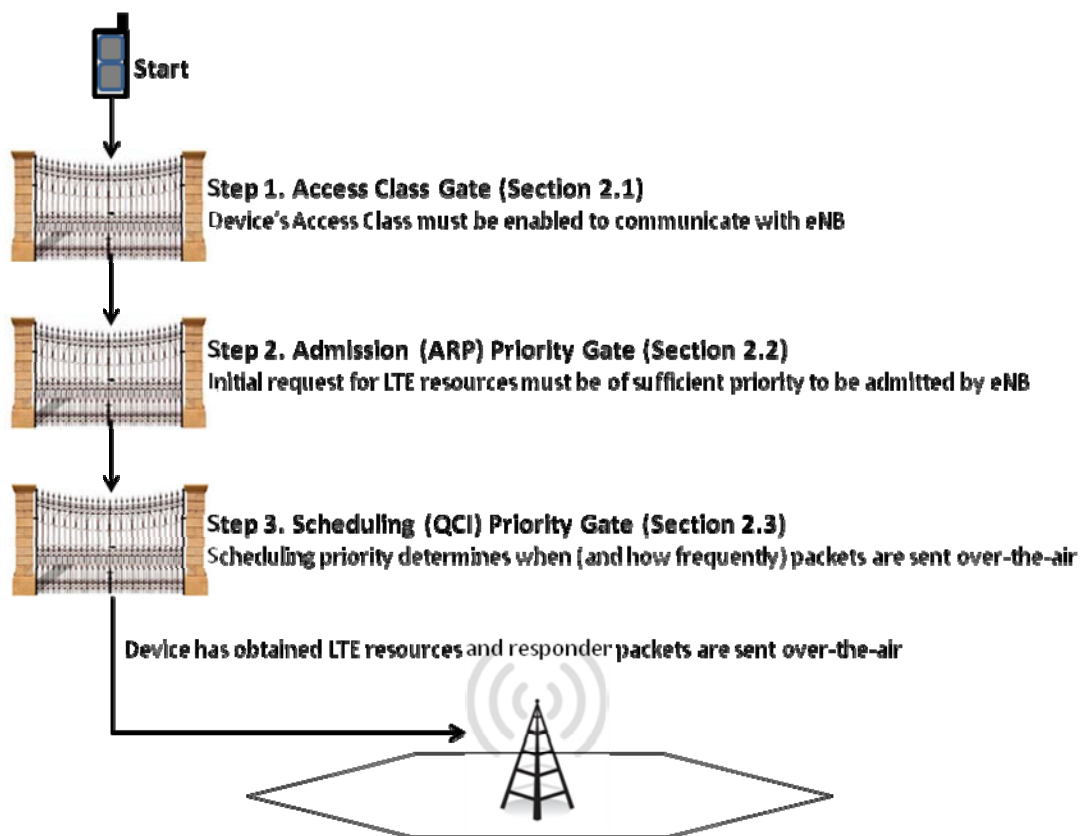 Start
Step 1. Access Class Gate (Section 2.1)
Device's Access Class must be enabled to communicate with eNB
Step 2. Admission (ARP) Priority Gate (Section 2.2)
Initial request for LTE resources must be of sufficient priority to be admitted by eNB
Step 3. Scheduling (QCI) Priority Gate (Section 2.3)
Scheduling priority determines when (and how frequently) packets are sent over-the-air
Device has obtained LTE resources and responder packets are sent over-the-air